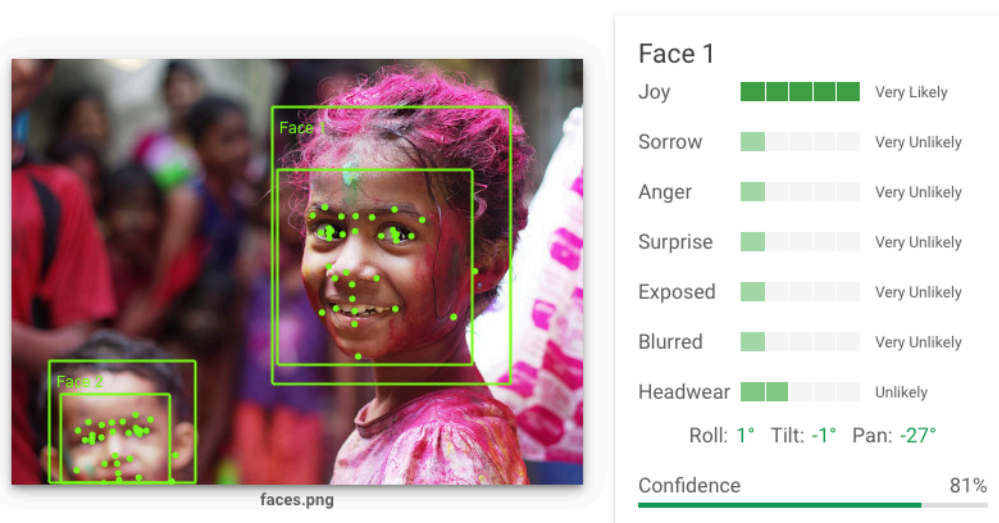 Face 1
Face 2
faces.png
Face 1
Joy Very Likely
Sorrow Very Unlikely
Anger Very Unlikely
Surprise Very Unlikely
Exposed Very Unlikely
Blurred Very Unlikely
Headwear Unlikely
Roll: 1° Tilt: -1° Pan: -27°
Confidence 81%